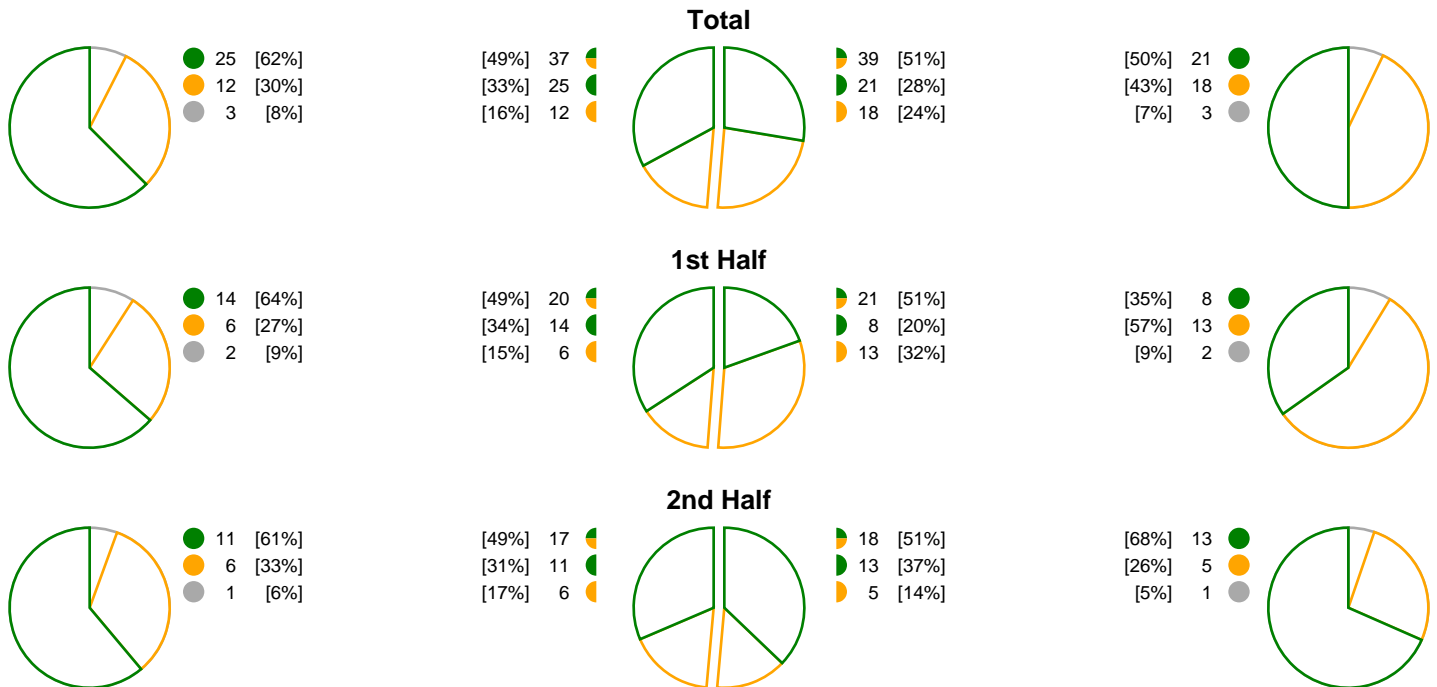 Total
25 [62%] [49%] 37 39 [51%] [50%] 21
12 [30%] [33%] 25 21 [28%] [43%] 18
3 [8%] [16%] 12 18 [24%] [7%] 3
1st Half
14 [64%] [49%] 20 21 [51%] [35%] 8
6 [27%] [34%] 14 8 [20%] [57%] 13
2 [9%] [15%] 6 13 [32%] [9%] 2
2nd Half
11 [61%] [49%] 17 18 [51%] [68%] 13
6 [33%] [31%] 11 13 [37%] [26%] 5
1 [6%] [17%] 6 5 [14%] [5%] 1